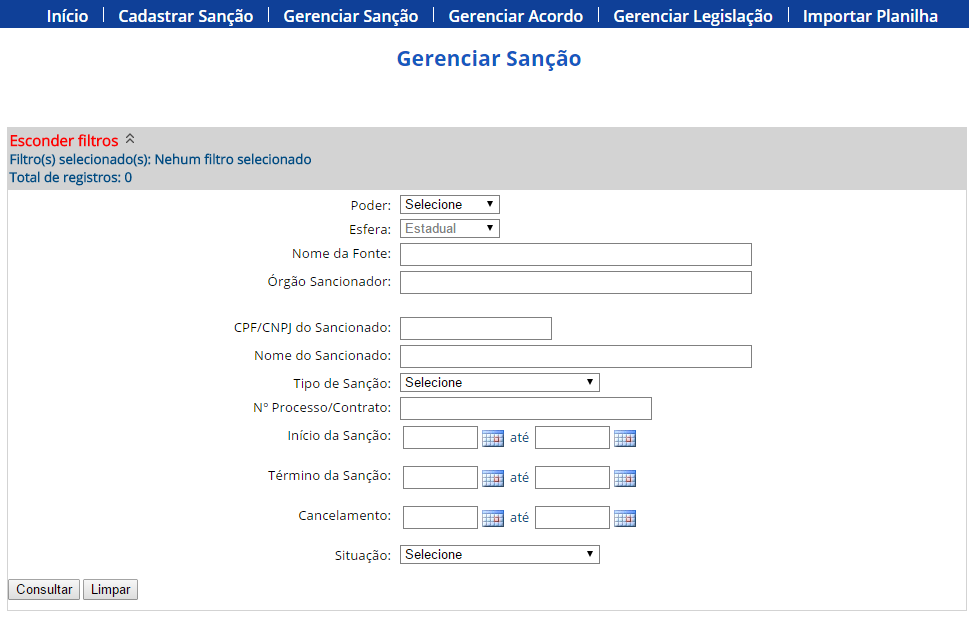 Início Cadastrar Sanção Gerenciar Sanção Gerenciar Acordo Gerenciar Legislação Importar Planilha
Gerenciar Sanção
Esconder filtros
Filtro(s) selecionado(s): Nehum filtro selecionado
Total de registros: 0
Poder: Selecione
Esfera: Estadual
Nome da Fonte:
Órgão Sancionador:
CPF/CNPJ do Sancionado:
Nome do Sancionado:
Tipo de Sanção: Selecione
Nº Processo/Contrato:
Início da Sanção: até
Término da Sanção: até
Cancelamento: até
Situação: Selecione
Consultar Limpar